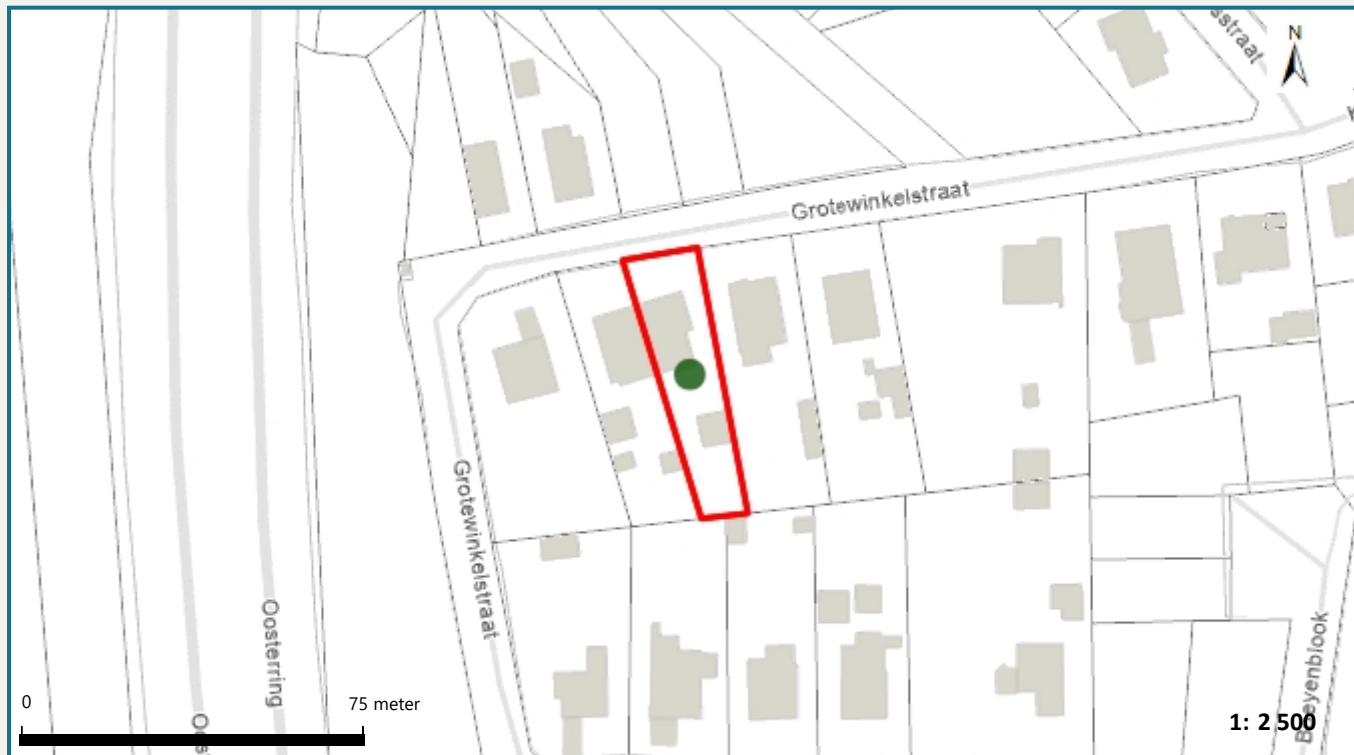 N
Grotewinkelstraat
Grotewinkelstraat
Oosterring
0
75 meter
1: 2 500